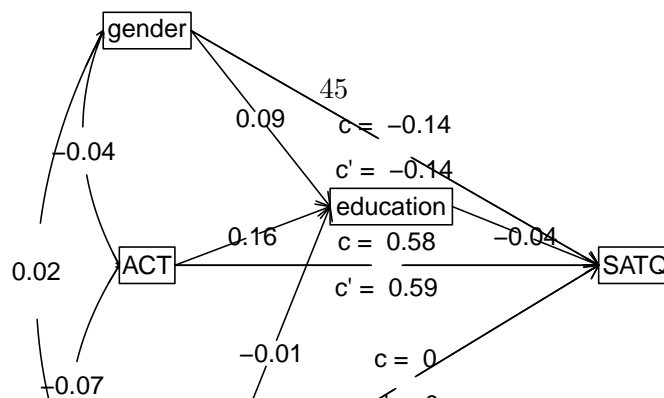 gender
45
0.09
c = −0.14
−0.04
c' = −0.14
education
0.16
−0.04
c = 0.58
0.02
ACT
SATQ
c' = 0.59
−0.01
c = 0
−0.07